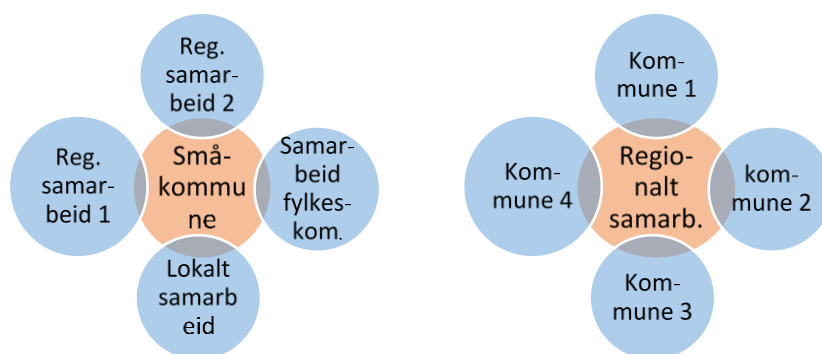 Reg.
samar-
beid 2
Reg.
samar-
beid 1
Små-
kommu
ne
Samar-
beid
fylkes-
kom.
Lokalt
samarb
eid
Kom-
mune 1
Kom-
mune 4
Regio-
nalt
samarb.
kom-
mune 2
Kom-
mune 3